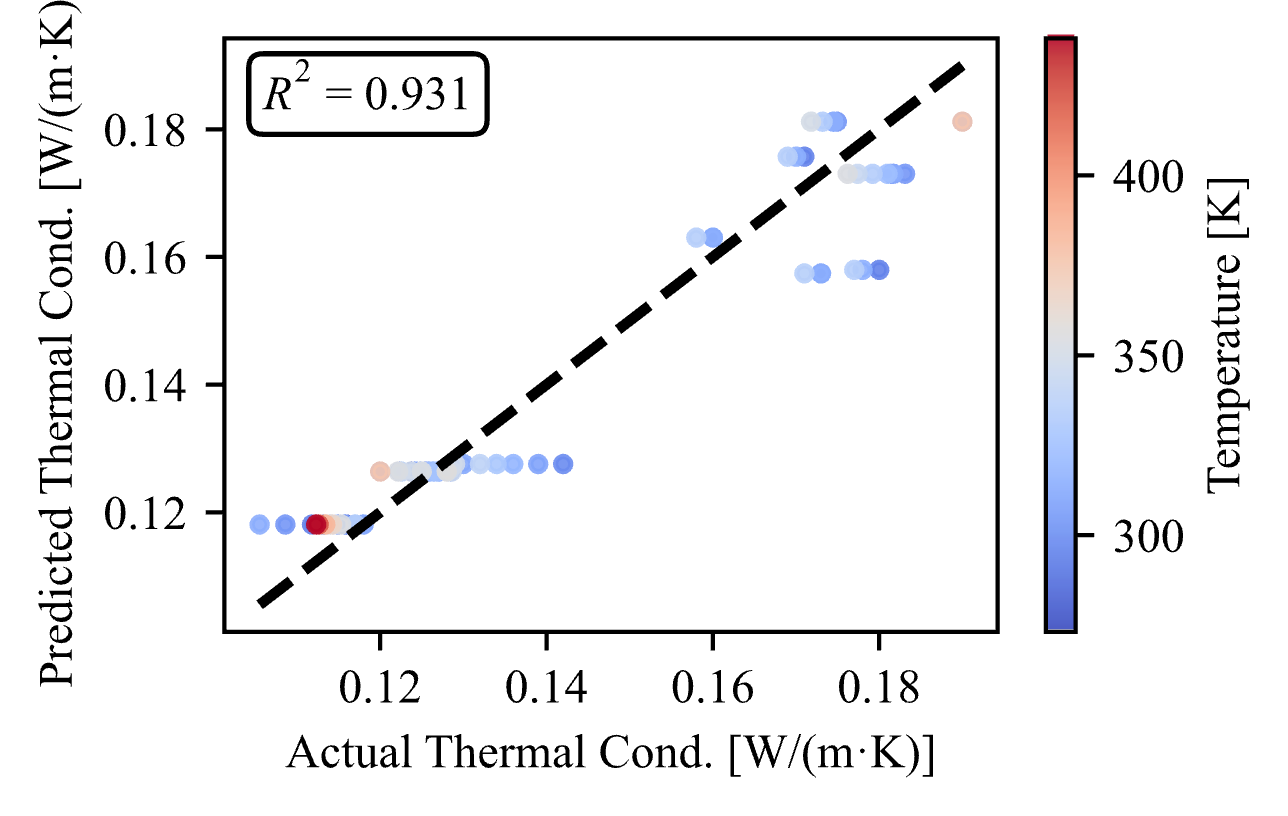 Predicted Thermal Cond. [W/(m·K)
R² = 0.931
0.18
0.16
0.14
0.12
0.12 0.14 0.16 0.18
Actual Thermal Cond. [W/(m·K)]
400
350
300
Temperature [K]